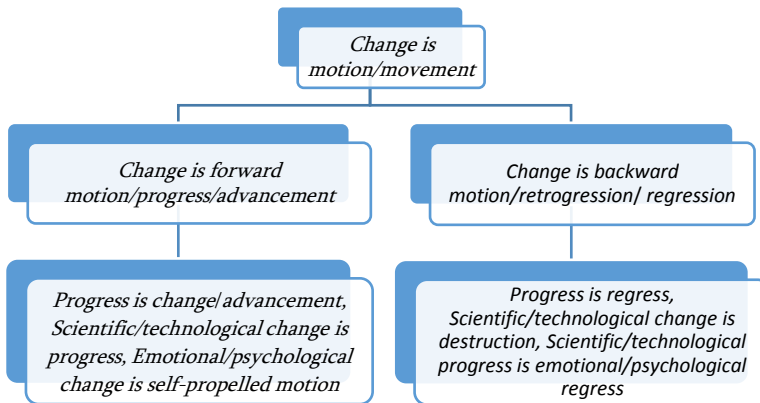 Change is
motion/movement
Change is forward
motion/progress/advancement
Change is backward
motion/retrogression/ regression
Progress is change/advancement,
Scientific/technological change is
progress, Emotional/psychological
change is self-propelled motion
Progress is regress,
Scientific/technological change is
destruction, Scientific/technological
progress is emotional/psychological
regress